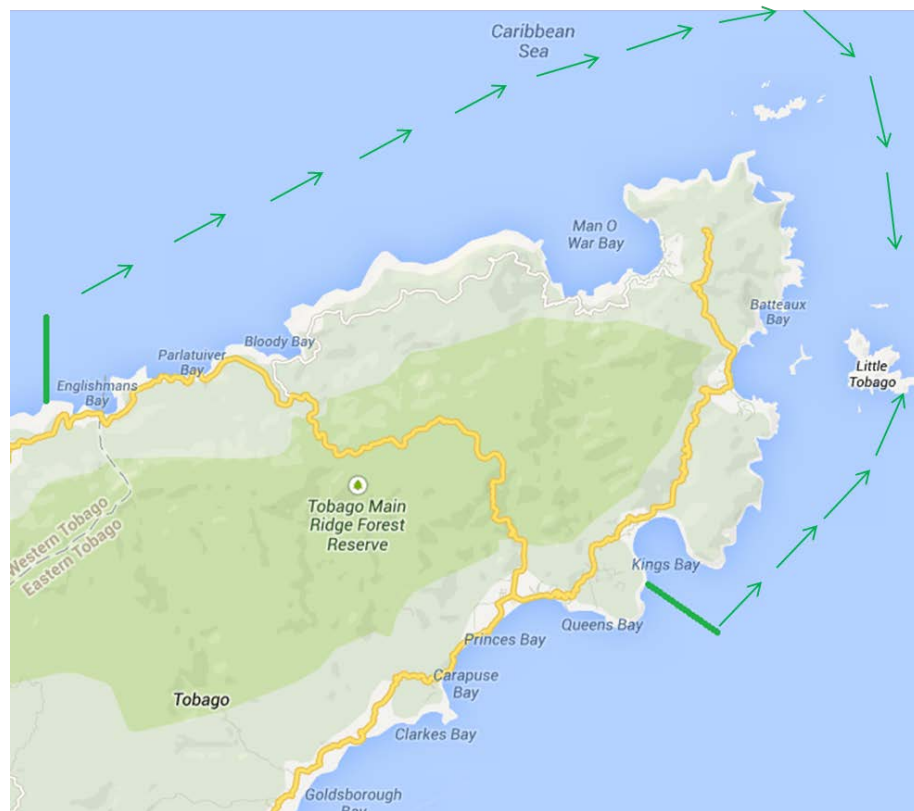 Caribbean
Sea
Man O
War Bay
Batteaux
Bay
Bloody Bay
Parlatuiver
Bay
Englishmans
Bay
Little
Tobago
Tobago Main
Ridge Forest
Reserve
Western Tobago
Eastern Tobago
Kings Bay
Queens Bay
Princes Bay
Carapuse
Bay
Tobago
Clarkes Bay
Goldsborough
Bay